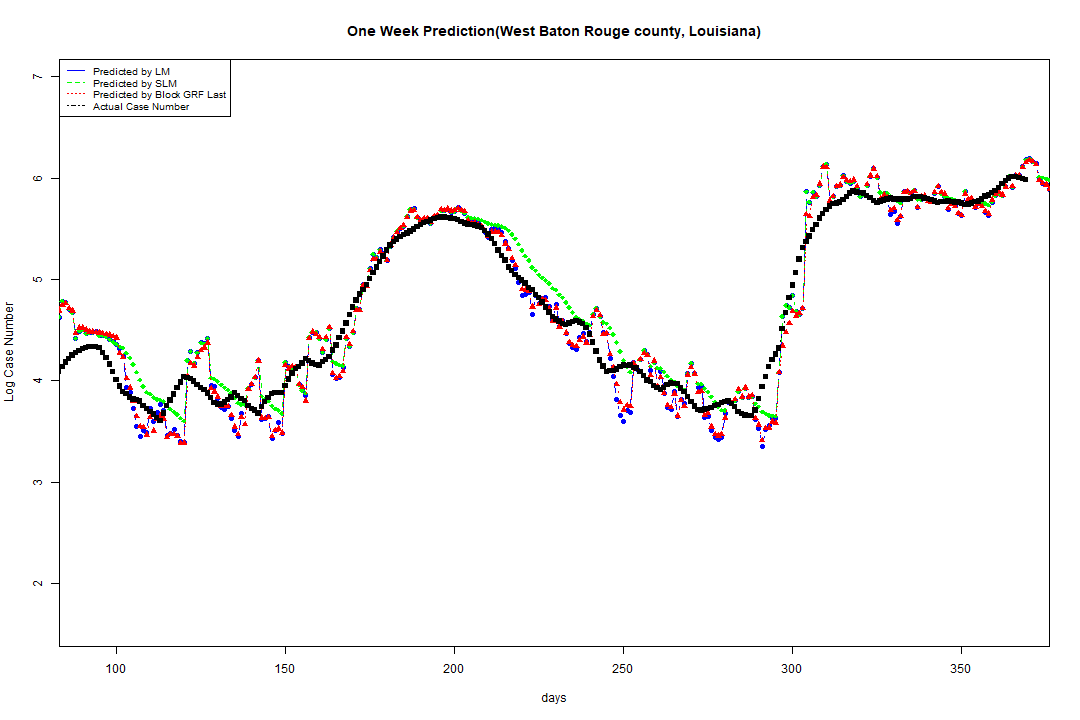 One Week Prediction(West Baton Rouge county, Louisiana)
Predicted by LM
Predicted by SLM
Predicted by Block GRF Last
Actual Case Number
7
6
5
4
3
2
Log Case Number
100 150 200 250 300 350
days